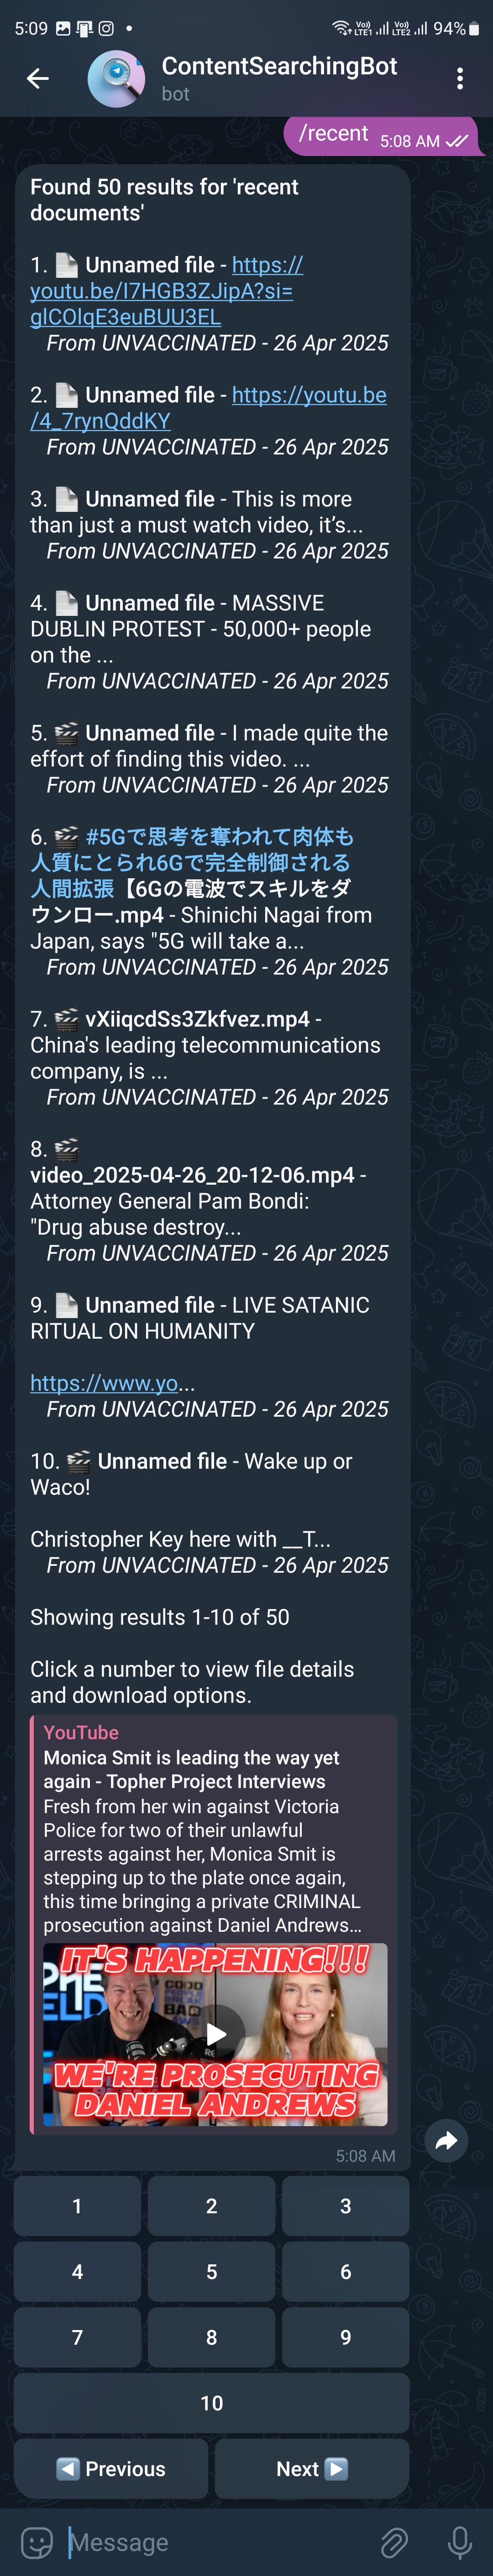 5:09
Vo)) LTE1 Vo)) LTE2 94%
ContentSearchingBot
bot
/recent 5:08 AM
Found 50 results for 'recent
documents'
1. 📄 Unnamed file - https://
youtu.be/I7HGB3ZJipA?si=
glCOlqE3euBUU3EL
From UNVACCINATED - 26 Apr 2025
2. 📄 Unnamed file - https://youtu.be
/4_7rynQddKY
From UNVACCINATED - 26 Apr 2025
3. 📄 Unnamed file - This is more
than just a must watch video, it’s...
From UNVACCINATED - 26 Apr 2025
4. 📄 Unnamed file - MASSIVE
DUBLIN PROTEST - 50,000+ people
on the ...
From UNVACCINATED - 26 Apr 2025
5. 🎬 Unnamed file - I made quite the
effort of finding this video. ...
From UNVACCINATED - 26 Apr 2025
6. 🎬 #5Gで思考を奪われて肉体も
人質にとられ6Gで完全制御される
人間拡張【6Gの電波でスキルをダ
ウンロー.mp4 - Shinichi Nagai from
Japan, says "5G will take a...
From UNVACCINATED - 26 Apr 2025
7. 🎬 vXiiqcdSs3Zkfvez.mp4 -
China's leading telecommunications
company, is ...
From UNVACCINATED - 26 Apr 2025
8. 🎬
video_2025-04-26_20-12-06.mp4 -
Attorney General Pam Bondi:
"Drug abuse destroy...
From UNVACCINATED - 26 Apr 2025
9. 📄 Unnamed file - LIVE SATANIC
RITUAL ON HUMANITY
https://www.yo...
From UNVACCINATED - 26 Apr 2025
10. 🎬 Unnamed file - Wake up or
Waco!
Christopher Key here with __T...
From UNVACCINATED - 26 Apr 2025
Showing results 1-10 of 50
Click a number to view file details
and download options.
YouTube
Monica Smit is leading the way yet
again - Topher Project Interviews
Fresh from her win against Victoria
Police for two of their unlawful
arrests against her, Monica Smit is
stepping up to the plate once again,
this time bringing a private CRIMINAL
prosecution against Daniel Andrews...
IT'S HAPPENING!!!
WE'RE PROSECUTING
DANIEL ANDREWS
5:08 AM
1 2 3
4 5 6
7 8 9
10
Previous Next
Message